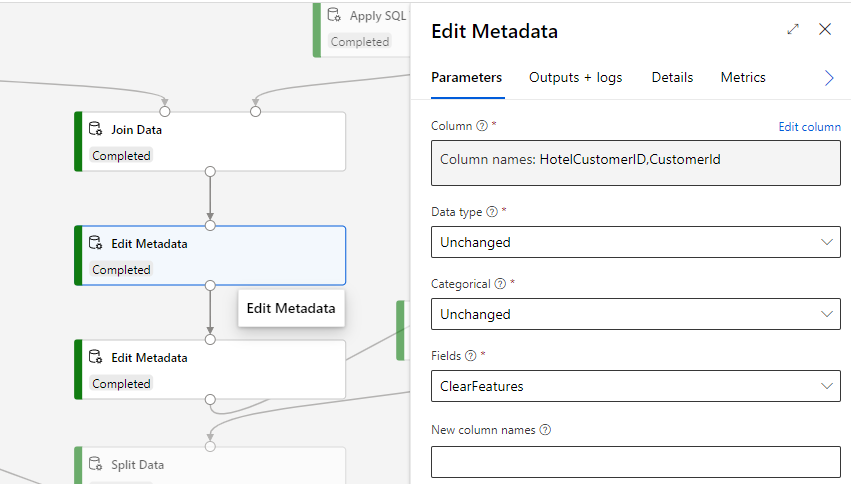 Apply SQL
Completed
Join Data
Completed
Edit Metadata
Completed
Edit Metadata
Edit Metadata
Completed
Split Data
Edit Metadata
Parameters Outputs + logs Details Metrics
Column * Edit column
Column names: HotelCustomerID,CustomerId
Data type *
Unchanged
Categorical *
Unchanged
Fields *
ClearFeatures
New column names